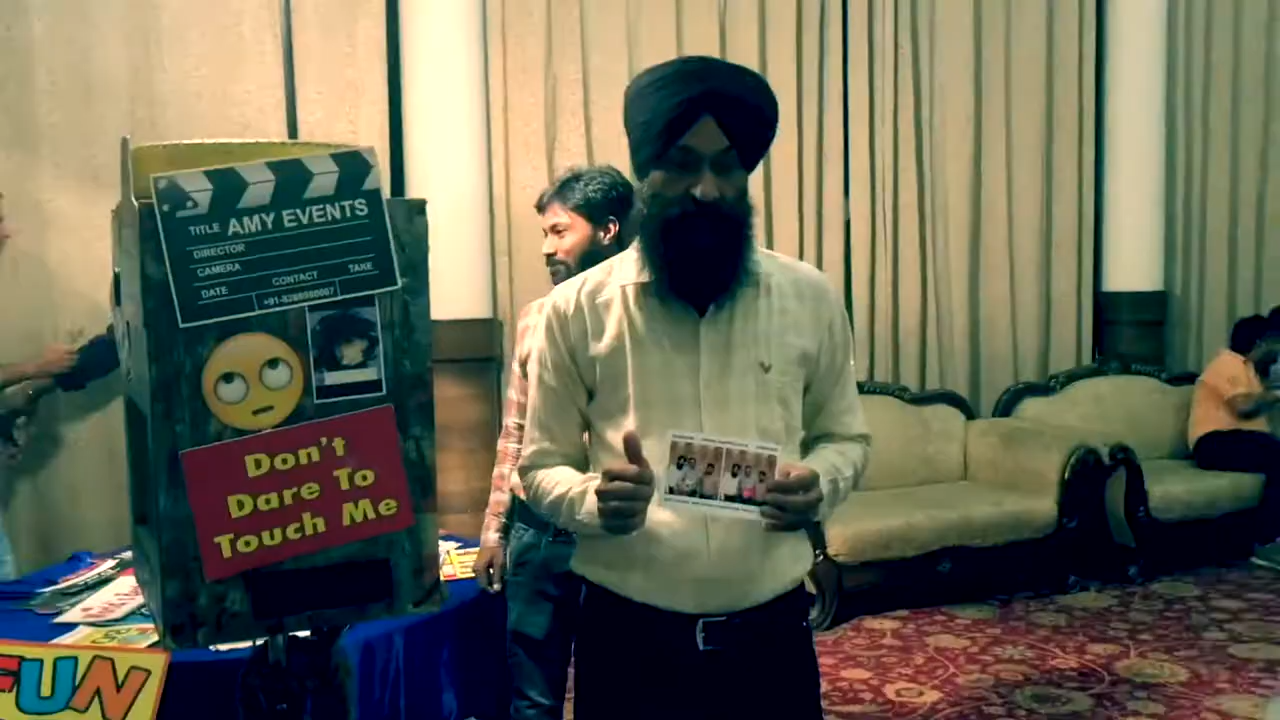 TITLE AMY EVENTS
DIRECTOR
CAMERA
DATE CONTACT TAKE
Don't
Dare To
Touch Me
FUN